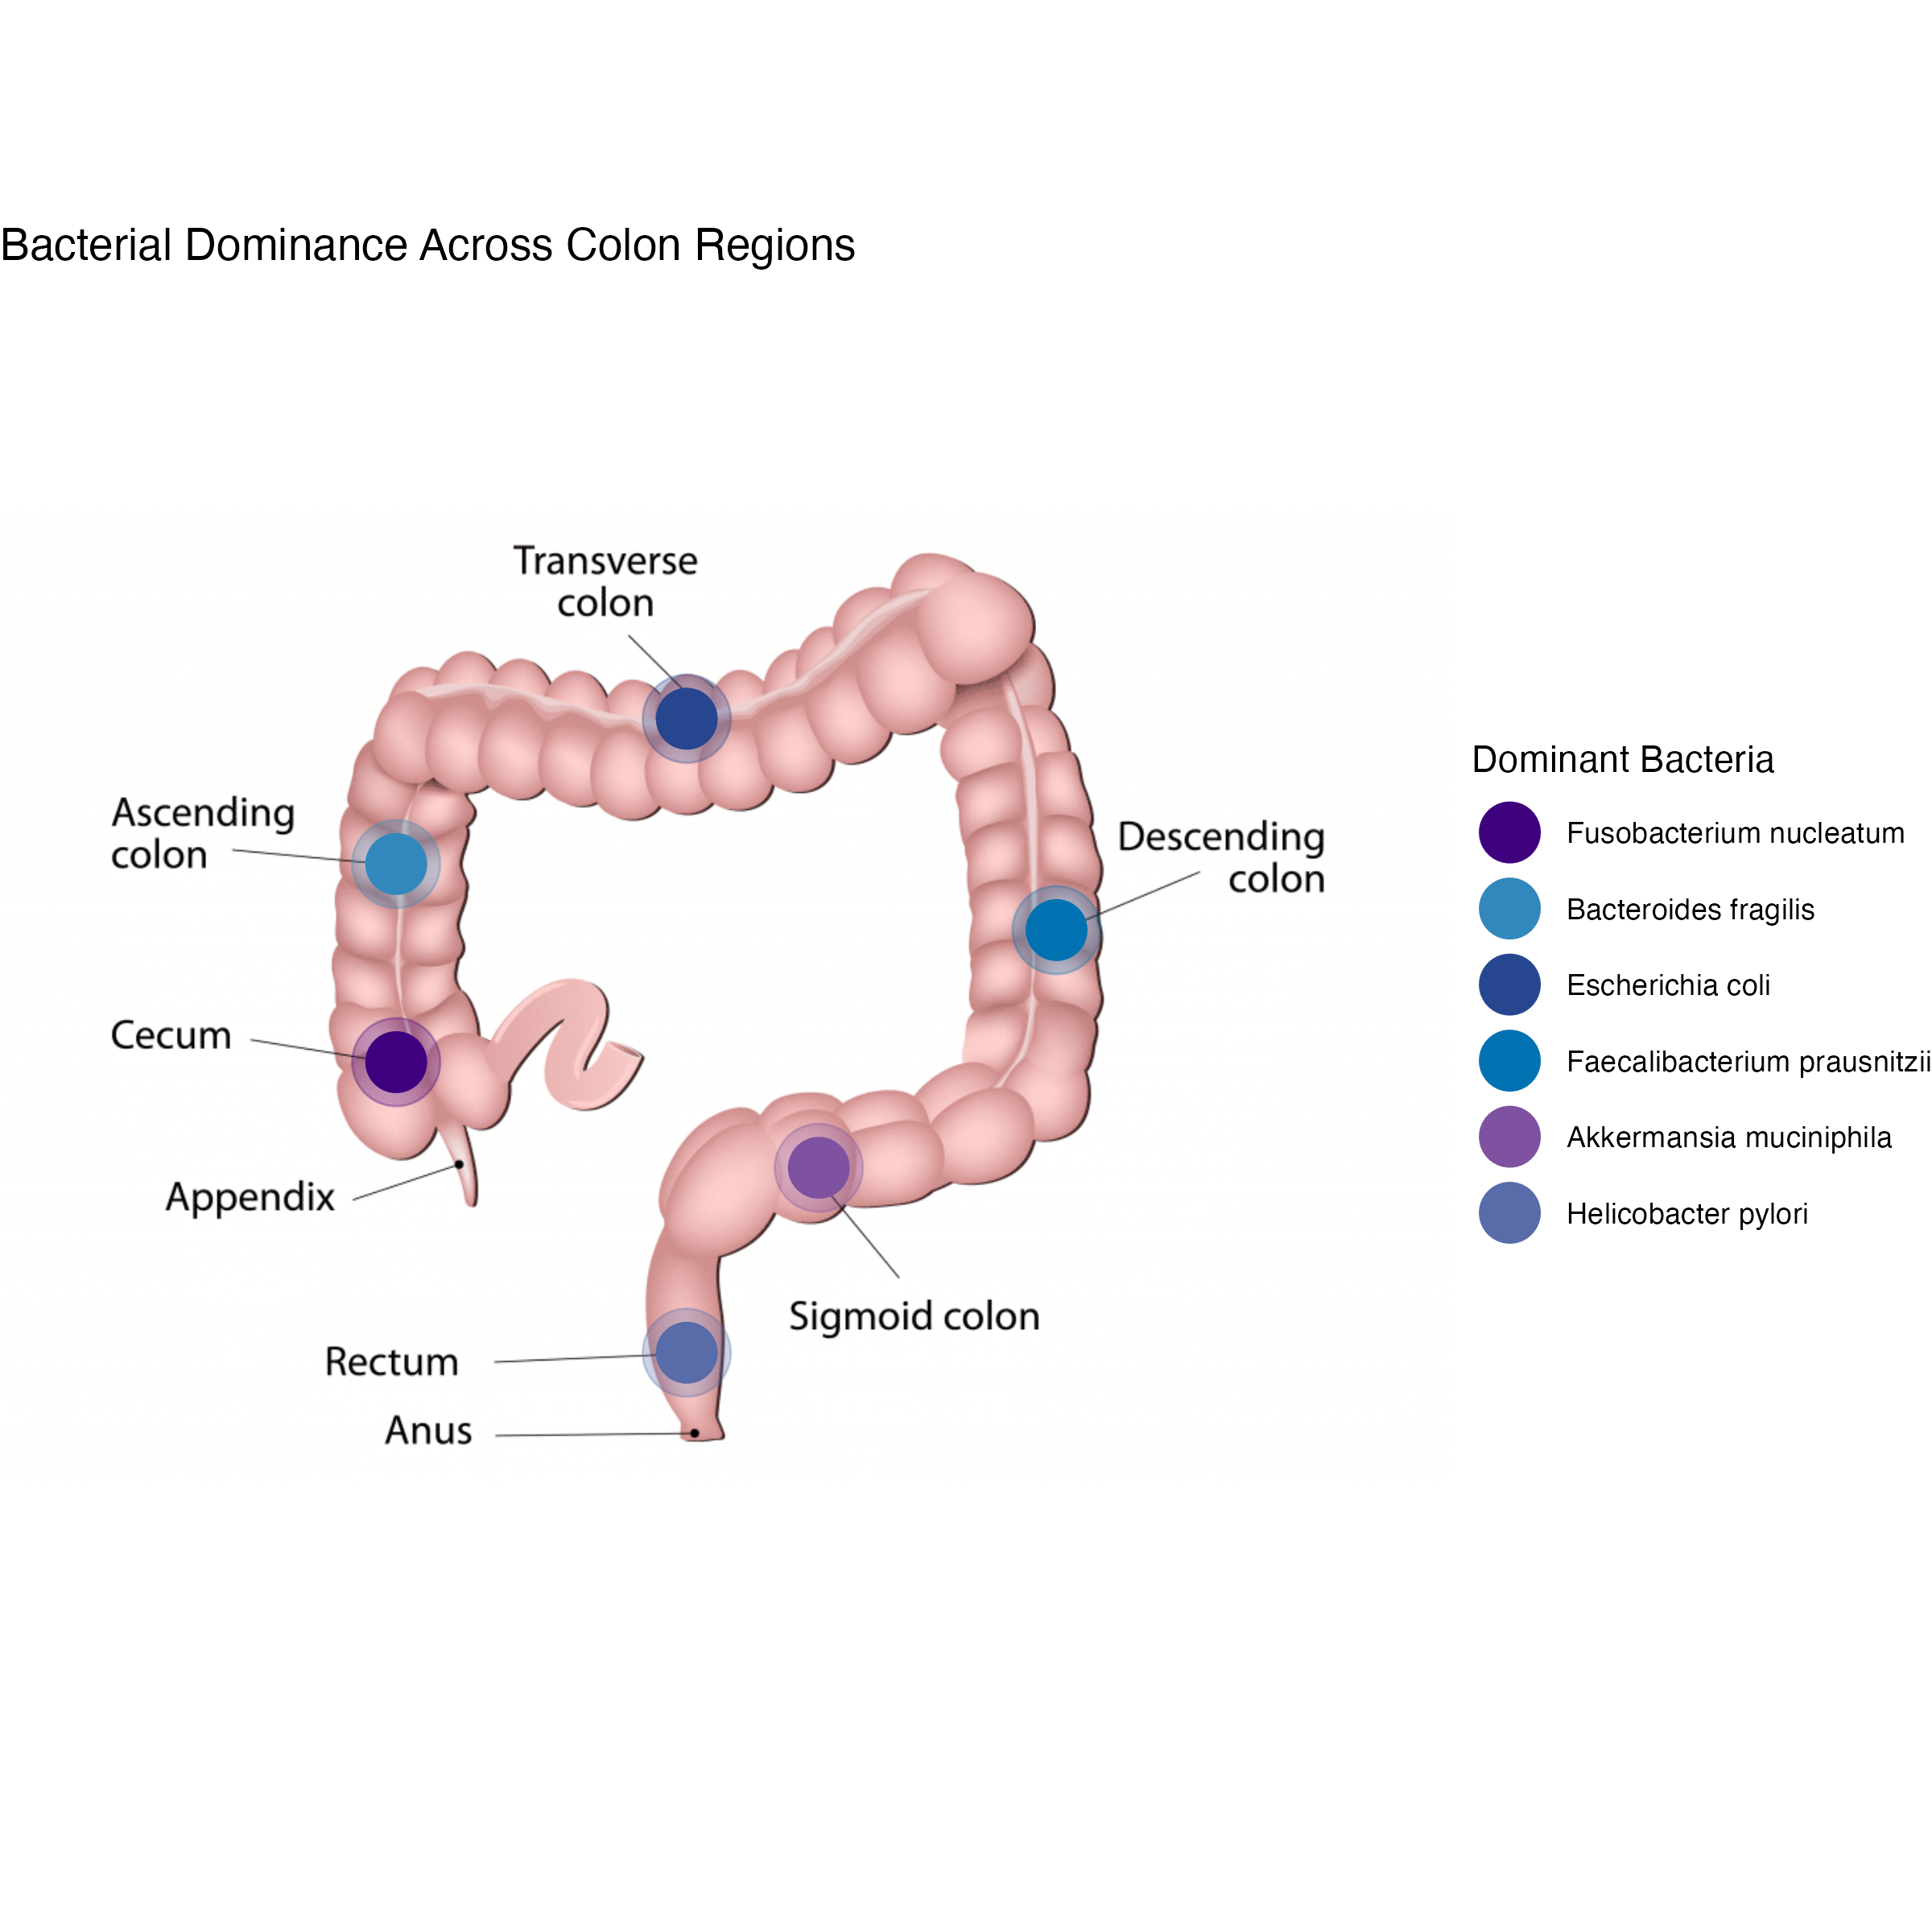 Bacterial Dominance Across Colon Regions
Transverse
colon
Ascending
colon
Descending
colon
Cecum
Appendix
Sigmoid colon
Rectum
Anus
Dominant Bacteria
Fusobacterium nucleatum
Bacteroides fragilis
Escherichia coli
Faecalibacterium prausnitzii
Akkermansia muciniphila
Helicobacter pylori